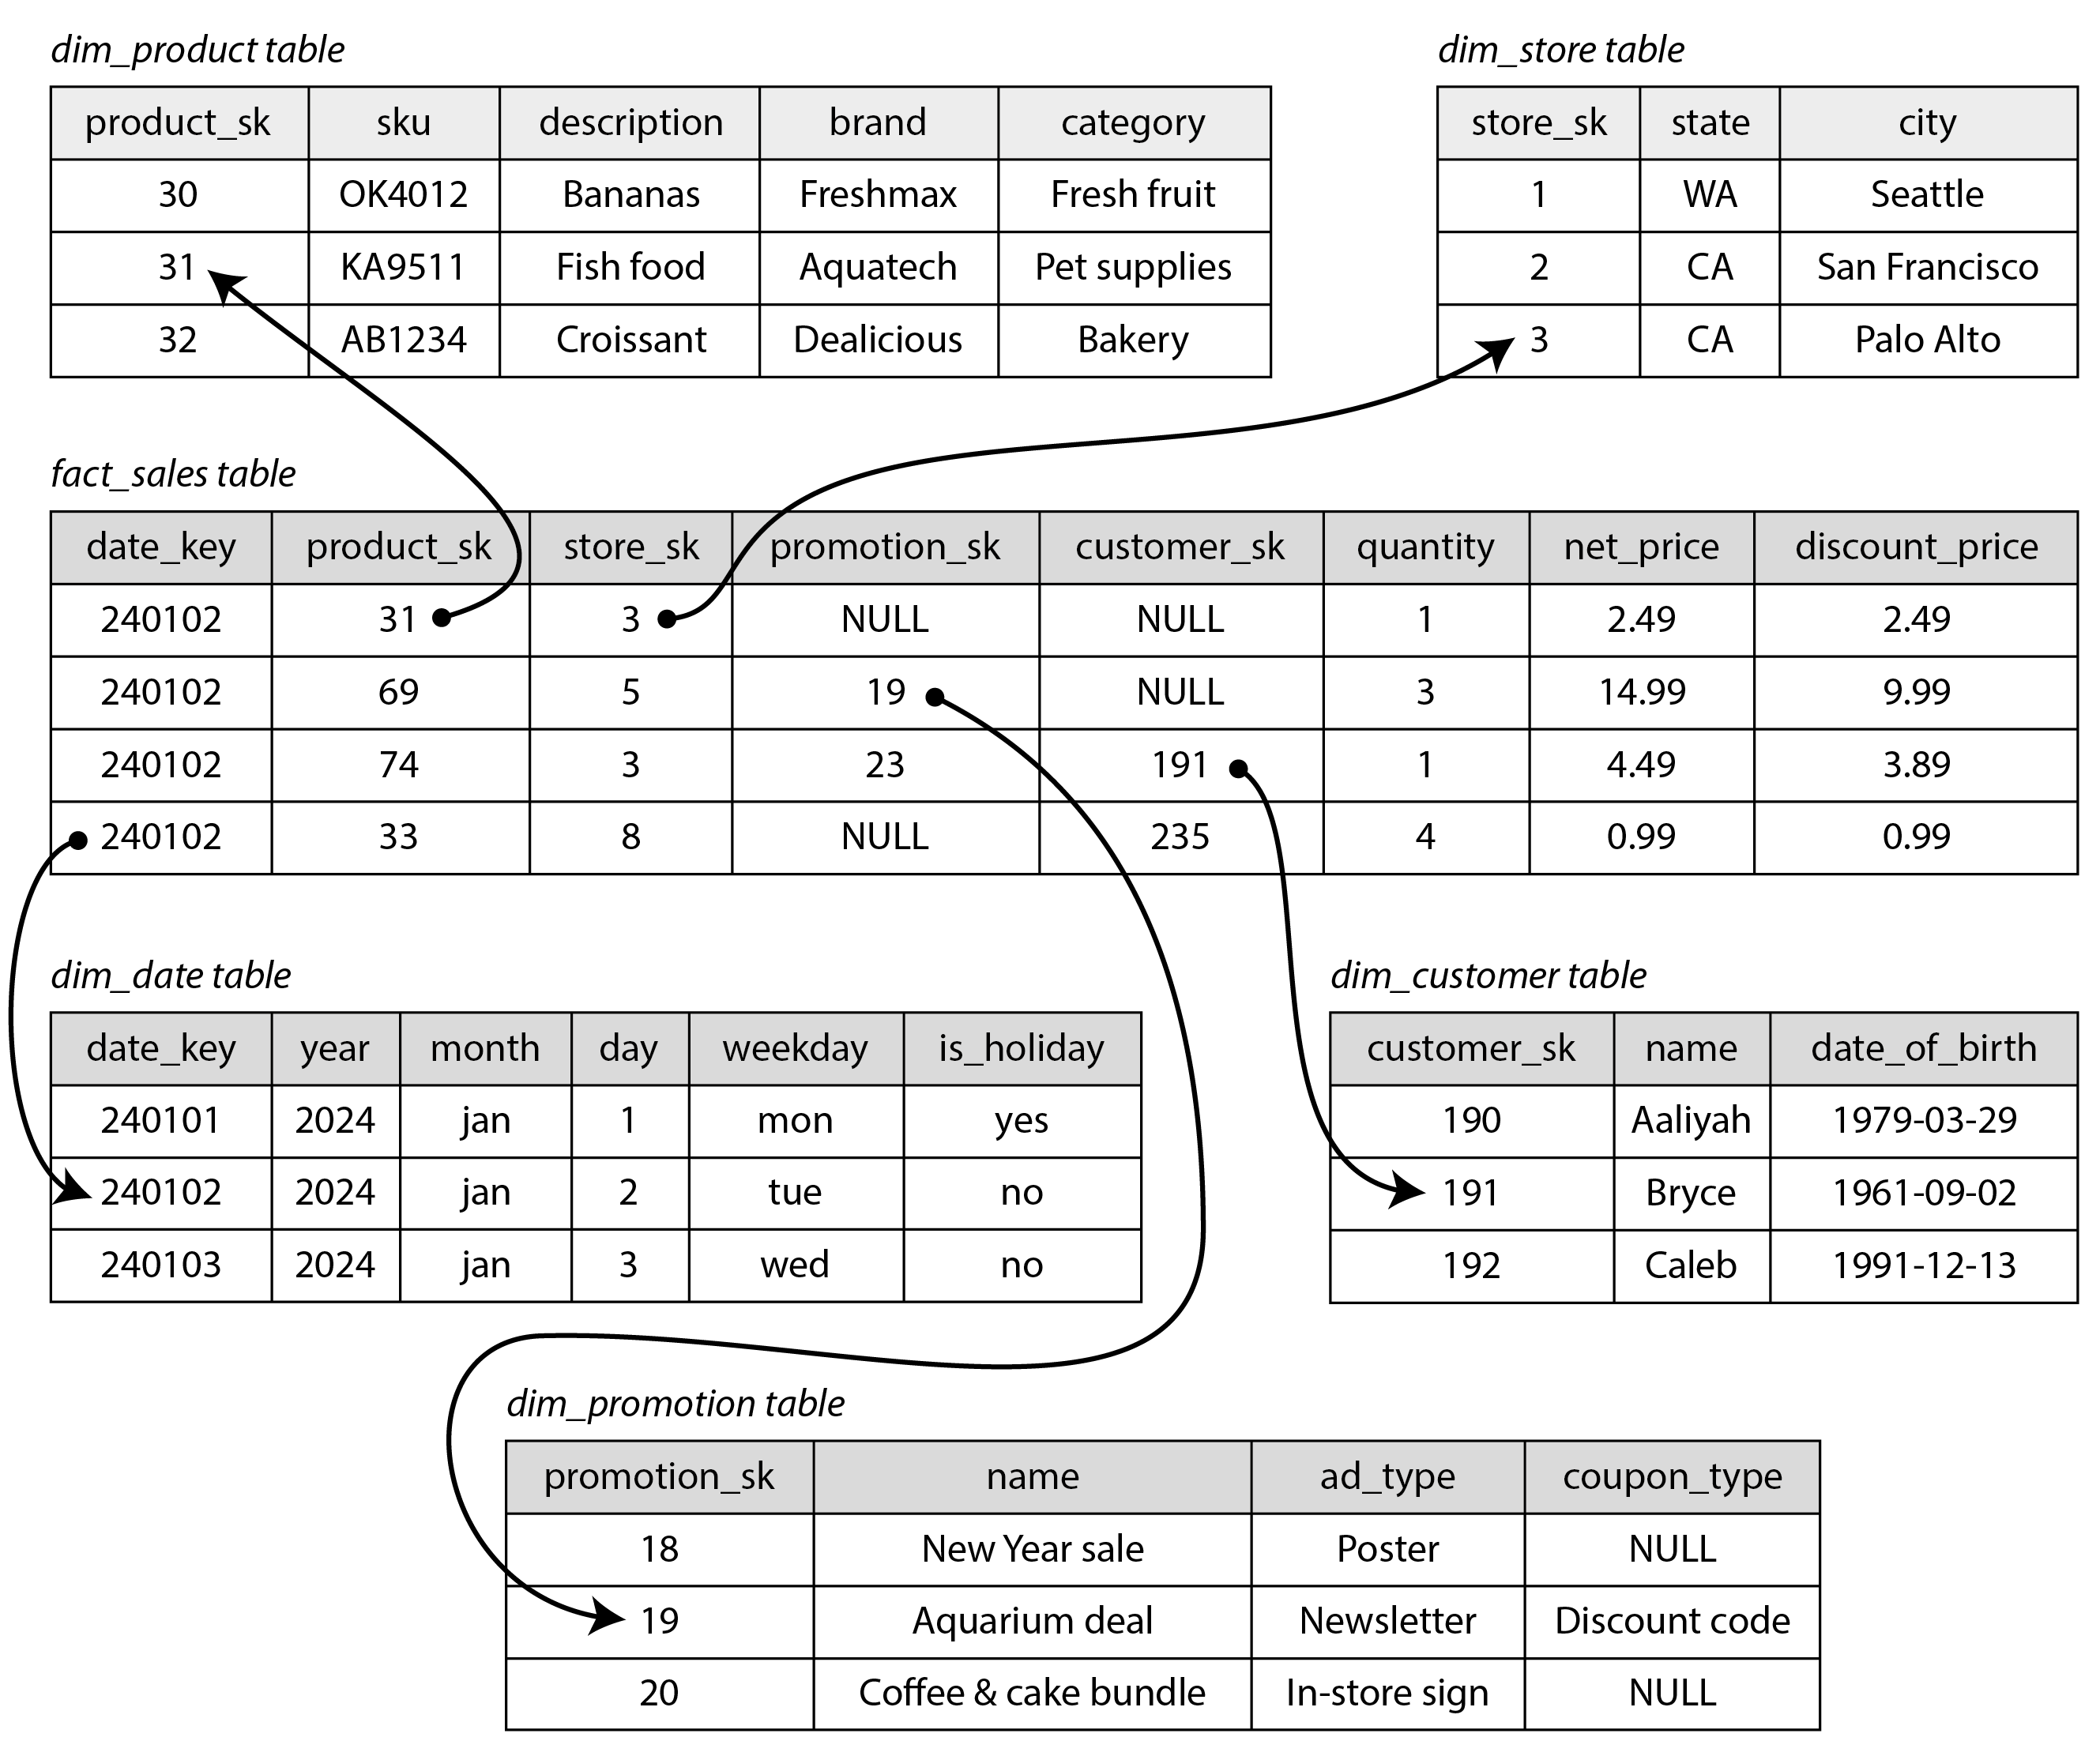 dim_product table
product_sk sku description brand category
30 OK4012 Bananas Freshmax Fresh fruit
31 KA9511 Fish food Aquatech Pet supplies
32 AB1234 Croissant Dealicious Bakery
dim_store table
store_sk state city
1 WA Seattle
2 CA San Francisco
3 CA Palo Alto
fact_sales table
date_key product_sk store_sk promotion_sk customer_sk quantity net_price discount_price
240102 31 3 NULL NULL 1 2.49 2.49
240102 69 5 19 NULL 3 14.99 9.99
240102 74 3 23 191 1 4.49 3.89
240102 33 8 NULL 235 4 0.99 0.99
dim_date table
date_key year month day weekday is_holiday
240101 2024 jan 1 mon yes
240102 2024 jan 2 tue no
240103 2024 jan 3 wed no
dim_customer table
customer_sk name date_of_birth
190 Aaliyah 1979-03-29
191 Bryce 1961-09-02
192 Caleb 1991-12-13
dim_promotion table
promotion_sk name ad_type coupon_type
18 New Year sale Poster NULL
19 Aquarium deal Newsletter Discount code
20 Coffee & cake bundle In-store sign NULL